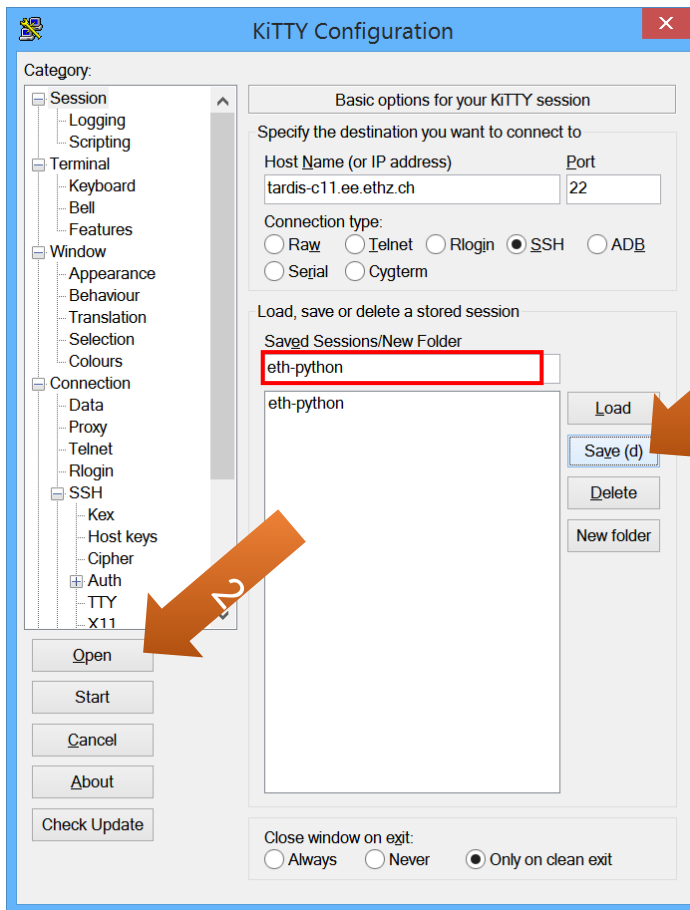 KiTTY Configuration
Category:
Session
Logging
Scripting
Terminal
Keyboard
Bell
Features
Window
Appearance
Behaviour
Translation
Selection
Colours
Connection
Data
Proxy
Telnet
Rlogin
SSH
Kex
Host keys
Cipher
Auth
TTY
X11
Open
Start
Cancel
About
Check Update
Basic options for your KiTTY session
Specify the destination you want to connect to
Host Name (or IP address) Port
tardis-c11.ee.ethz.ch 22
Connection type:
Raw Telnet Rlogin SSH ADB
Serial Cygterm
Load, save or delete a stored session
Saved Sessions/New Folder
eth-python
eth-python
Load
Save (d)
Delete
New folder
Close window on exit:
Always Never Only on clean exit
2